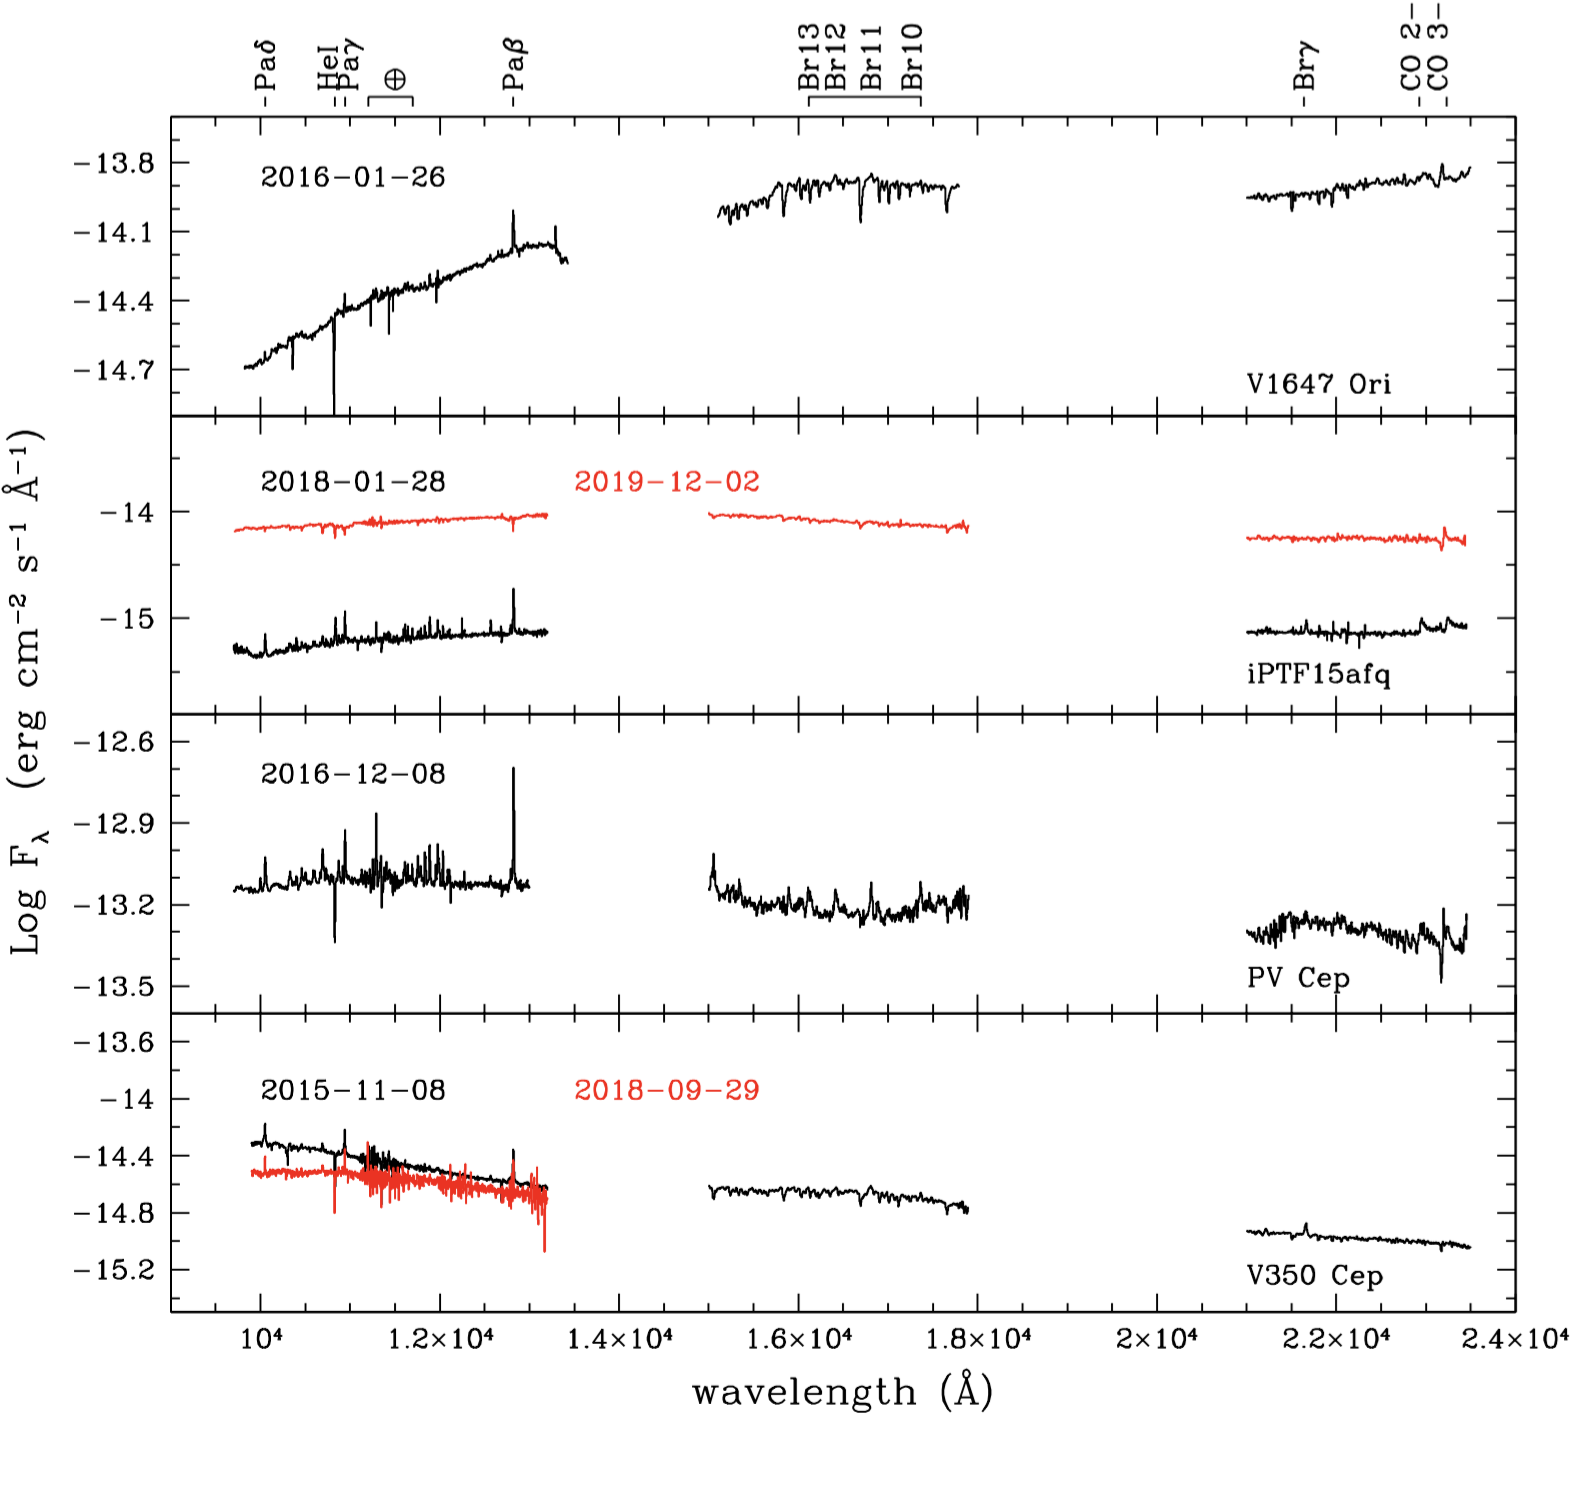 Paδ
HeI
Paγ
⊕
Paβ
Br13
Br12
Br11
Br10
Brγ
CO 2-
CO 3-
-13.8
-14.1
-14.4
-14.7
2016-01-26
V1647 Ori
-14
-15
2018-01-28 2019-12-02
iPTF15afq
-12.6
-12.9
-13.2
-13.5
2016-12-08
PV Cep
-13.6
-14
-14.4
-14.8
-15.2
2015-11-08 2018-09-29
V350 Cep
10⁴ 1.2×10⁴ 1.4×10⁴ 1.6×10⁴ 1.8×10⁴ 2×10⁴ 2.2×10⁴ 2.4×10⁴
wavelength (Å)
Log F_λ (erg cm⁻² s⁻¹ Å⁻¹)